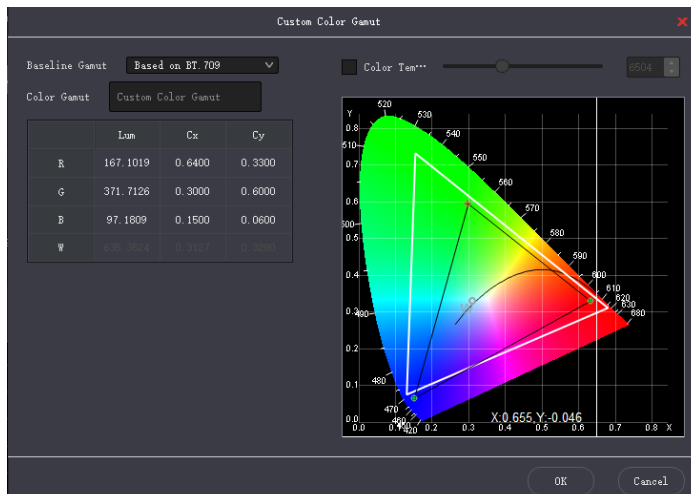 Custom Color Gamut
Baseline Gamut Based on BT.709
Color Tem··· 6504
Color Gamut Custom Color Gamut
Lum Cx Cy
R 167.1019 0.6400 0.3300
G 371.7126 0.3000 0.6000
B 97.1809 0.1500 0.0600
W 0.3127 0.3290
Y
520
530
0.8
540
510
0.7
550
560
0.6
570
500
0.5
580
590
0.4
600
610
620
630
680
0.3
490
0.2
480
0.1
470
460
420
X:0.655,Y:-0.046
0.0
0.0 0.2 0.3 0.4 0.5 0.6 0.7 0.8 X
OK Cancel